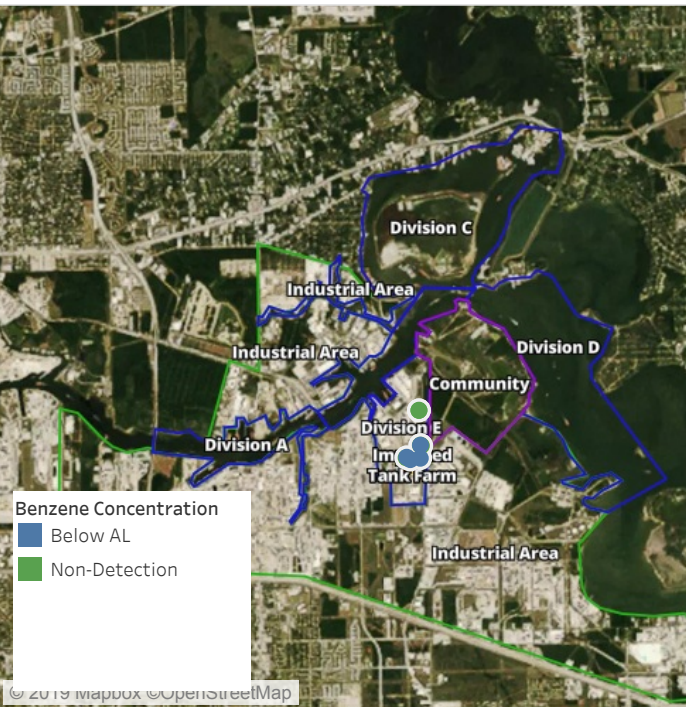 Division C
Industrial Area
Division D
Industrial Area
Community
Division E
Division A
Tank Farm
Benzene Concentration
Below AL
Non-Detection
Industrial Area
© 2019 Mapbox ©OpenStreetMap